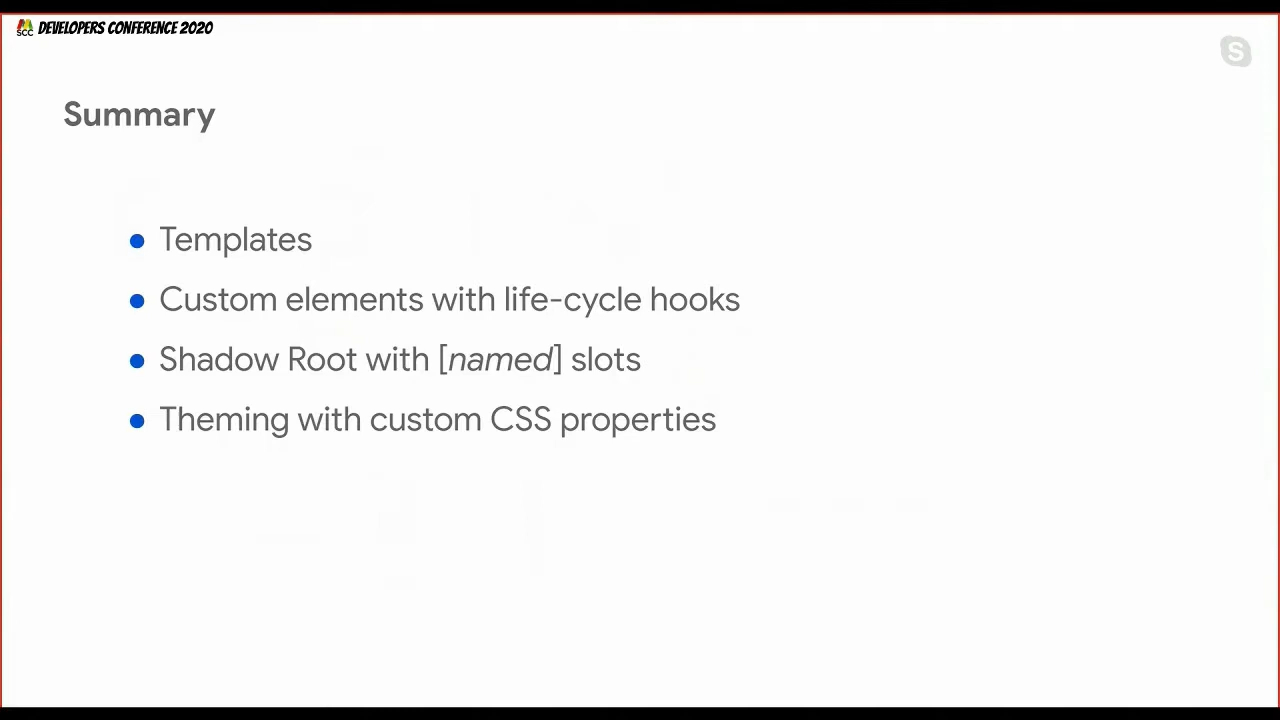 SCC DEVELOPERS CONFERENCE 2020
S
Summary
● Templates
● Custom elements with life-cycle hooks
● Shadow Root with [named] slots
● Theming with custom CSS properties